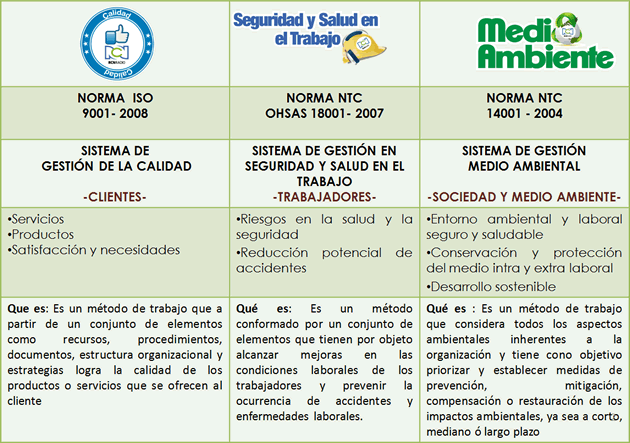 Calidad
RCN RADIO
Calidad
Seguridad y Salud en
el Trabajo
Medio
Ambiente
NORMA ISO
9001- 2008
NORMA NTC
OHSAS 18001- 2007
NORMA NTC
14001 - 2004
SISTEMA DE
GESTIÓN DE LA CALIDAD
-CLIENTES-
SISTEMA DE GESTIÓN EN
SEGURIDAD Y SALUD EN EL
TRABAJO
-TRABAJADORES-
SISTEMA DE GESTIÓN
MEDIO AMBIENTAL
-SOCIEDAD Y MEDIO AMBIENTE-
•Servicios
•Productos
•Satisfacción y necesidades
•Riesgos en la salud y la
seguridad
•Reducción potencial de
accidentes
•Entorno ambiental y laboral
seguro y saludable
•Conservación y protección
del medio intra y extra laboral
•Desarrollo sostenible
Que es: Es un método de trabajo que a
partir de un conjunto de elementos
como recursos, procedimientos,
documentos, estructura organizacional y
estrategias logra la calidad de los
productos o servicios que se ofrecen al
cliente
Qué es: Es un método
conformado por un conjunto de
elementos que tienen por objeto
alcanzar mejoras en las
condiciones laborales de los
trabajadores y prevenir la
ocurrencia de accidentes y
enfermedades laborales.
Qué es : Es un método de trabajo
que considera todos los aspectos
ambientales inherentes a la
organización y tiene cono objetivo
priorizar y establecer medidas de
prevención, mitigación,
compensación o restauración de los
impactos ambientales, ya sea a corto,
mediano ó largo plazo